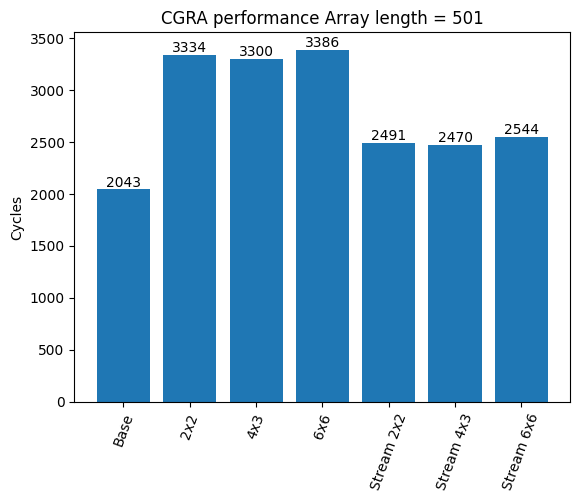 CGRA performance Array length = 501
Cycles
3500
3000
2500
2000
1500
1000
500
0
2043
3334
3300
3386
2491
2470
2544
Base
2x2
4x3
6x6
Stream 2x2
Stream 4x3
Stream 6x6